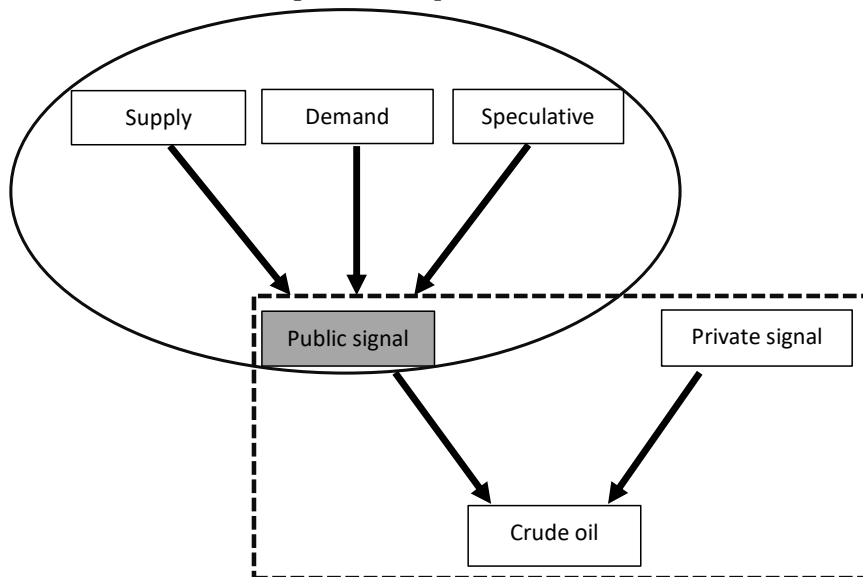 Supply
Demand
Speculative
Public signal
Private signal
Crude oil